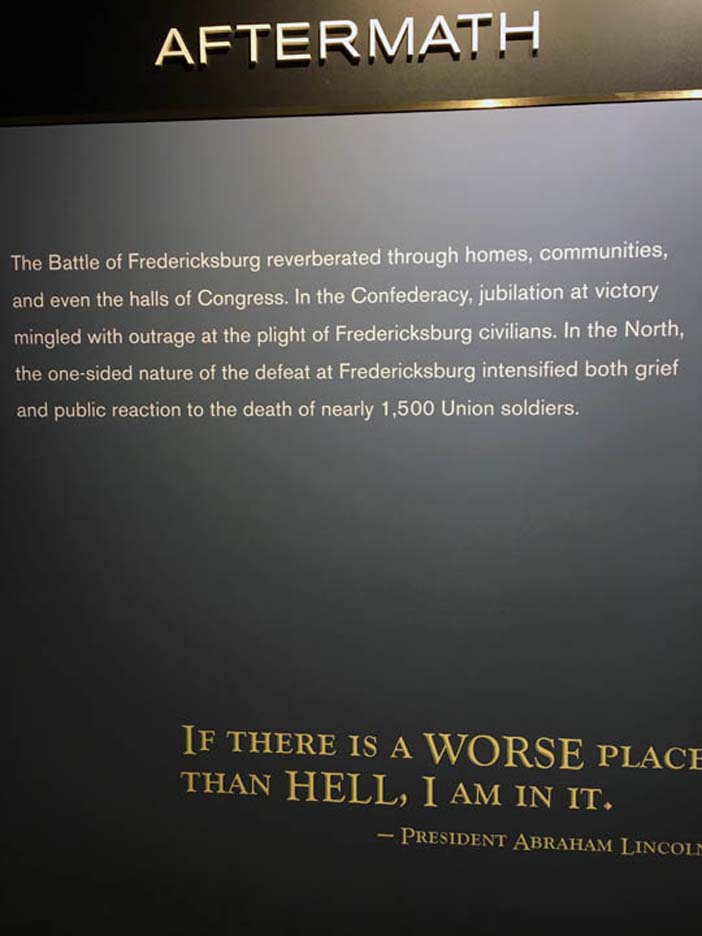 AFTERMATH
The Battle of Fredericksburg reverberated through homes, communities,
and even the halls of Congress. In the Confederacy, jubilation at victory
mingled with outrage at the plight of Fredericksburg civilians. In the North,
the one-sided nature of the defeat at Fredericksburg intensified both grief
and public reaction to the death of nearly 1,500 Union soldiers.
IF THERE IS A WORSE PLACE
THAN HELL, I AM IN IT.
— PRESIDENT ABRAHAM LINCOLN